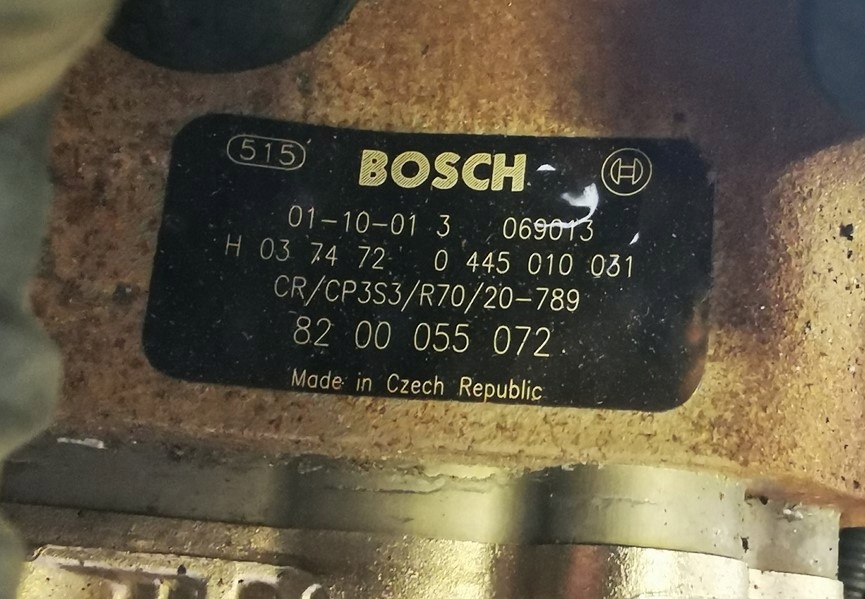 515 BOSCH
01-10-01 3 069013
H 03 74 72 0 445 010 031
CR/CP3S3/R70/20-789
82 00 055 072
Made in Czech Republic